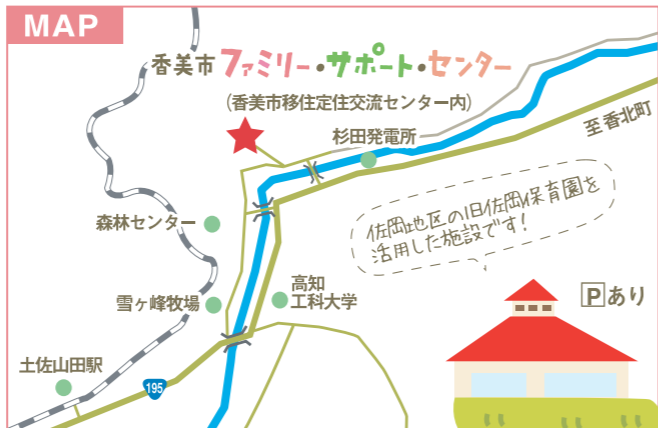 MAP
香美市 ファミリー・サポート・センター
（香美市移住定住交流センター内）
杉田発電所
至香北町
森林センター
佐岡地区の旧佐岡保育園を
活用した施設です！
雪ヶ峰牧場
高知
工科大学
Pあり
土佐山田駅
195